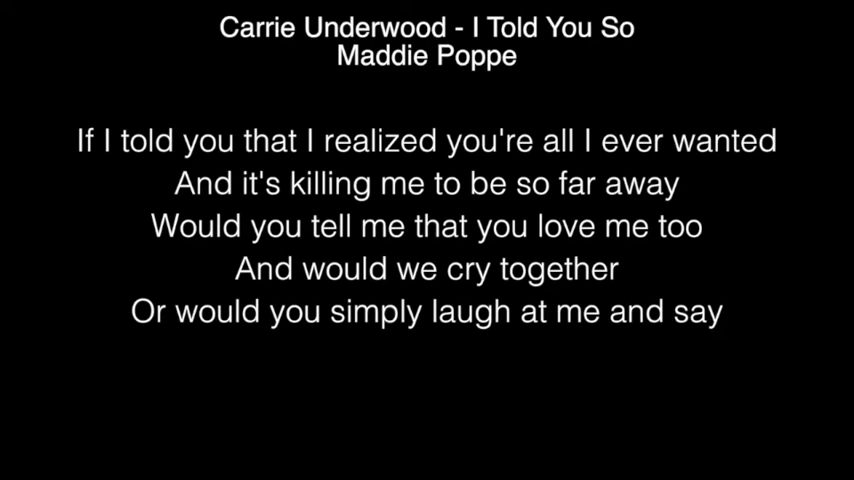 Carrie Underwood - I Told You So
Maddie Poppe
If I told you that I realized you're all I ever wanted
And it's killing me to be so far away
Would you tell me that you love me too
And would we cry together
Or would you simply laugh at me and say